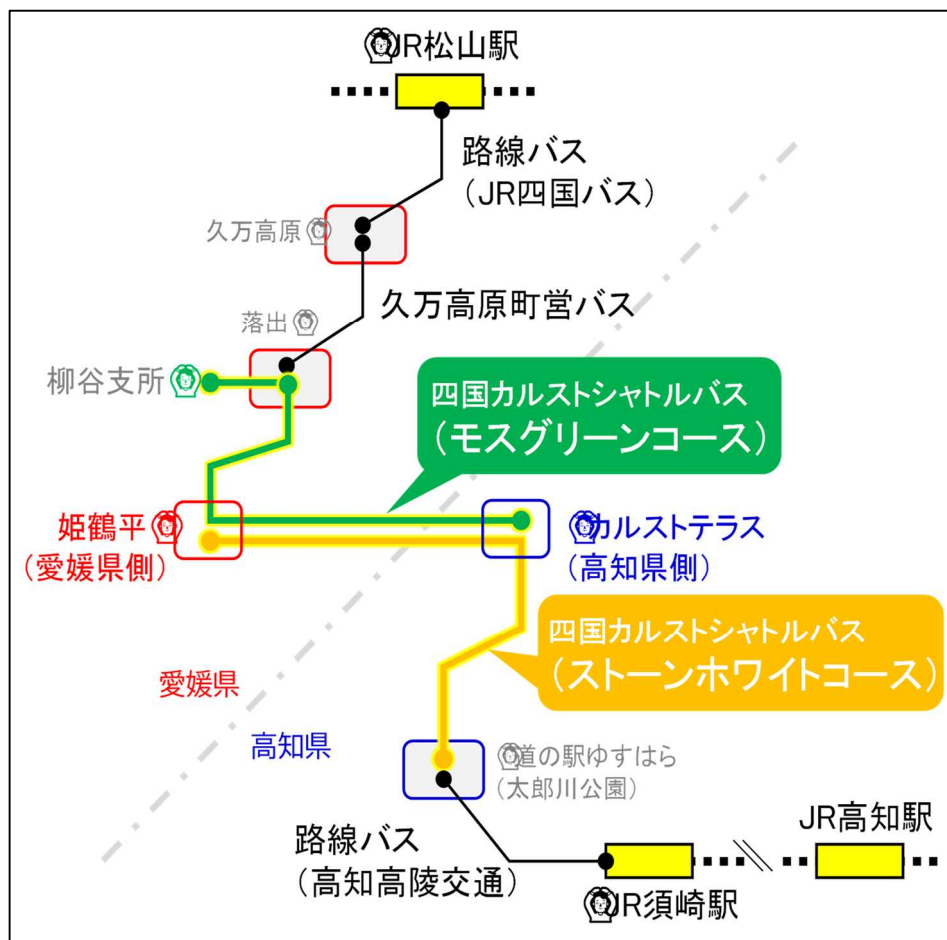 JR松山駅
路線バス
(JR四国バス)
久万高原
久万高原町営バス
落出
柳谷支所
四国カルストシャトルバス
(モスグリーンコース)
姫鶴平
(愛媛県側)
カルストテラス
(高知県側)
四国カルストシャトルバス
(ストーンホワイトコース)
愛媛県
高知県
道の駅ゆすはら
(太郎川公園)
路線バス
(高知高陵交通)
JR高知駅
JR須崎駅